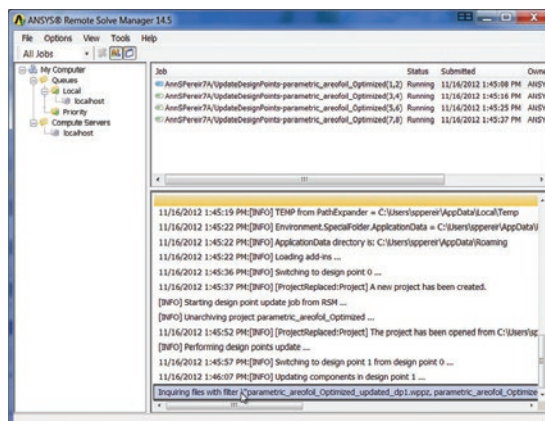 ANSYS® Remote Solve Manager 14.5
File Options View Tools Help
All Jobs
My Computer
Queues
Local
localhost
Priority
Compute Servers
localhost
Job Status Submitted Owne
AnnSPereir7A/UpdateDesignPoints-parametric_areofoil_Optimized(1,2) Running 11/16/2012 1:45:08 PM ANSY
AnnSPereir7A/UpdateDesignPoints-parametric_areofoil_Optimized(3,4) Running 11/16/2012 1:45:16 PM ANSY
AnnSPereir7A/UpdateDesignPoints-parametric_areofoil_Optimized(5,6) Running 11/16/2012 1:45:25 PM ANSY
AnnSPereir7A/UpdateDesignPoints-parametric_areofoil_Optimized(7,8) Running 11/16/2012 1:45:37 PM ANSY
11/16/2012 1:45:19 PM:[INFO] TEMP from PathExpander = C:\Users\sppereir\AppData\Local\Temp
11/16/2012 1:45:22 PM:[INFO] Environment.SpecialFolder.ApplicationData = C:\Users\sppereir\AppData\
11/16/2012 1:45:22 PM:[INFO] ApplicationData directory is: C:\Users\sppereir\AppData\Roaming
11/16/2012 1:45:22 PM:[INFO] Loading add-ins ...
11/16/2012 1:45:36 PM:[INFO] Switching to design point 0 ...
11/16/2012 1:45:37 PM:[INFO] [ProjectReplaced:Project] A new project has been created.
[INFO] Starting design point update job from RSM ...
[INFO] Unarchiving project parametric_areofoil_Optimized ...
11/16/2012 1:45:52 PM:[INFO] [ProjectReplaced:Project] The project has been opened from C:\Users\sp
[INFO] Performing design points update ...
11/16/2012 1:45:57 PM:[INFO] Switching to design point 1 from design point 0 ...
11/16/2012 1:46:07 PM:[INFO] Updating components in design point 1 ...
Inquiring files with filter \*parametric_areofoil_Optimized_updated_dp1.wppz, parametric_areofoil_Optimize